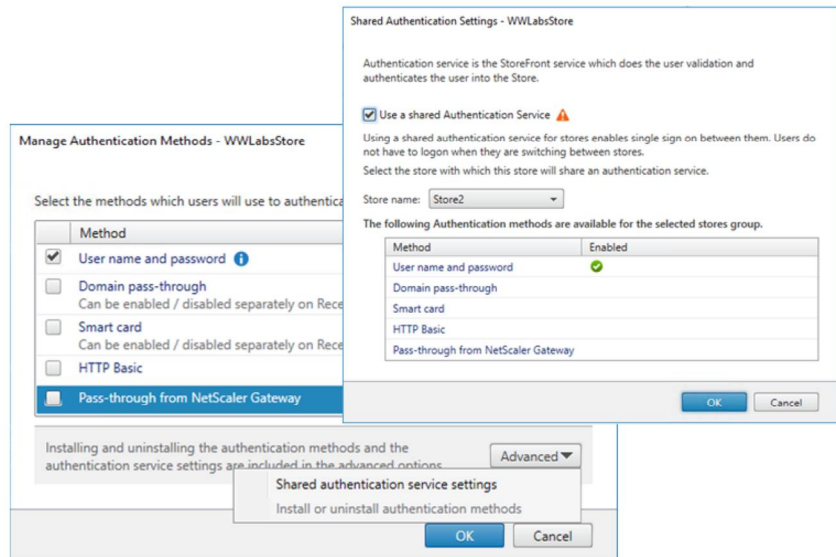 Shared Authentication Settings - WWLabsStore
Authentication service is the StoreFront service which does the user validation and
authenticates the user into the Store.
Use a shared Authentication Service
Using a shared authentication service for stores enables single sign on between them. Users do
not have to logon when they are switching between stores.
Select the store with which this store will share an authentication service.
Store name: Store2
The following Authentication methods are available for the selected stores group.
Method Enabled
User name and password
Domain pass-through
Smart card
HTTP Basic
Pass-through from NetScaler Gateway
OK Cancel
Manage Authentication Methods - WWLabsStore
Select the methods which users will use to authentica
Method
User name and password
Domain pass-through
Can be enabled / disabled separately on Rece
Smart card
Can be enabled / disabled separately on Rece
HTTP Basic
Pass-through from NetScaler Gateway
Installing and uninstalling the authentication methods and the
authentication service settings are included in the advanced options
Advanced
Shared authentication service settings
Install or uninstall authentication methods
OK Cancel